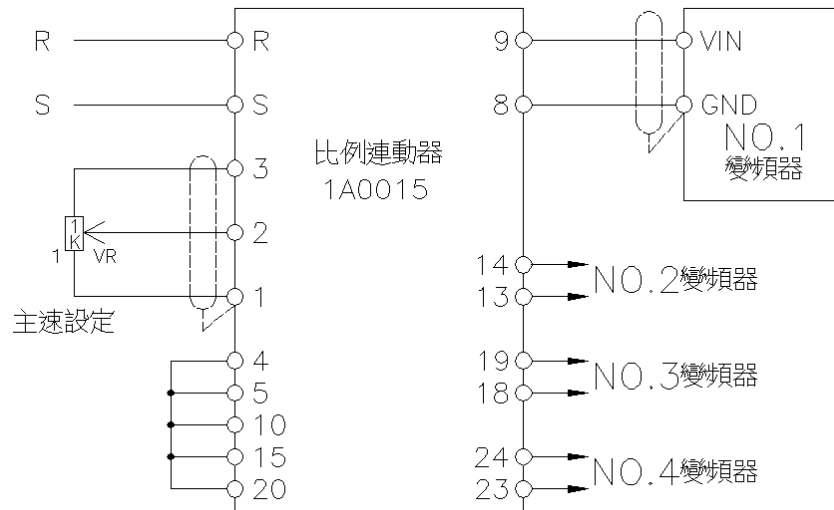 R R 9 VIN
S S 8 GND
NO.1
變頻器
比例連動器
1A0015
3
1K
1 VR 2
1
主速設定
14
13
NO.2變頻器
4
5
10
15
20
19
18
NO.3變頻器
24
23
NO.4變頻器